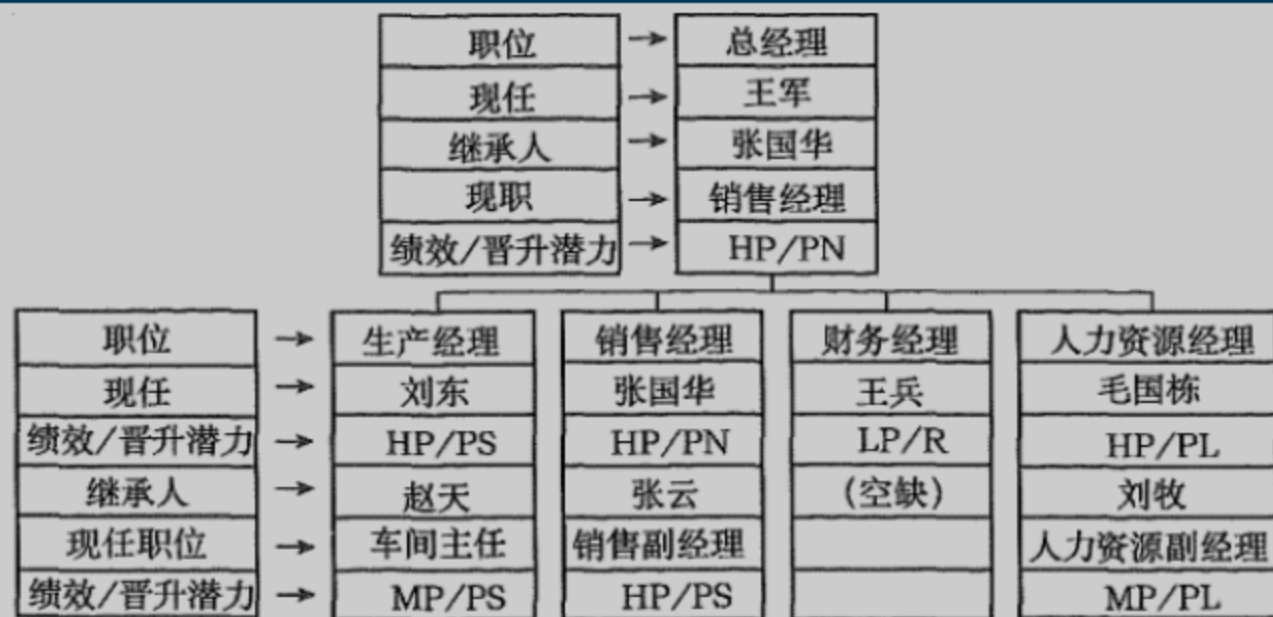 职位 → 总经理
现任 → 王军
继承人 → 张国华
现职 → 销售经理
绩效/晋升潜力 → HP/PN
职位 → 生产经理 销售经理 财务经理 人力资源经理
现任 → 刘东 张国华 王兵 毛国栋
绩效/晋升潜力 → HP/PS HP/PN LP/R HP/PL
继承人 → 赵天 张云 (空缺) 刘牧
现任职位 → 车间主任 销售副经理 人力资源副经理
绩效/晋升潜力 → MP/PS HP/PS MP/PL